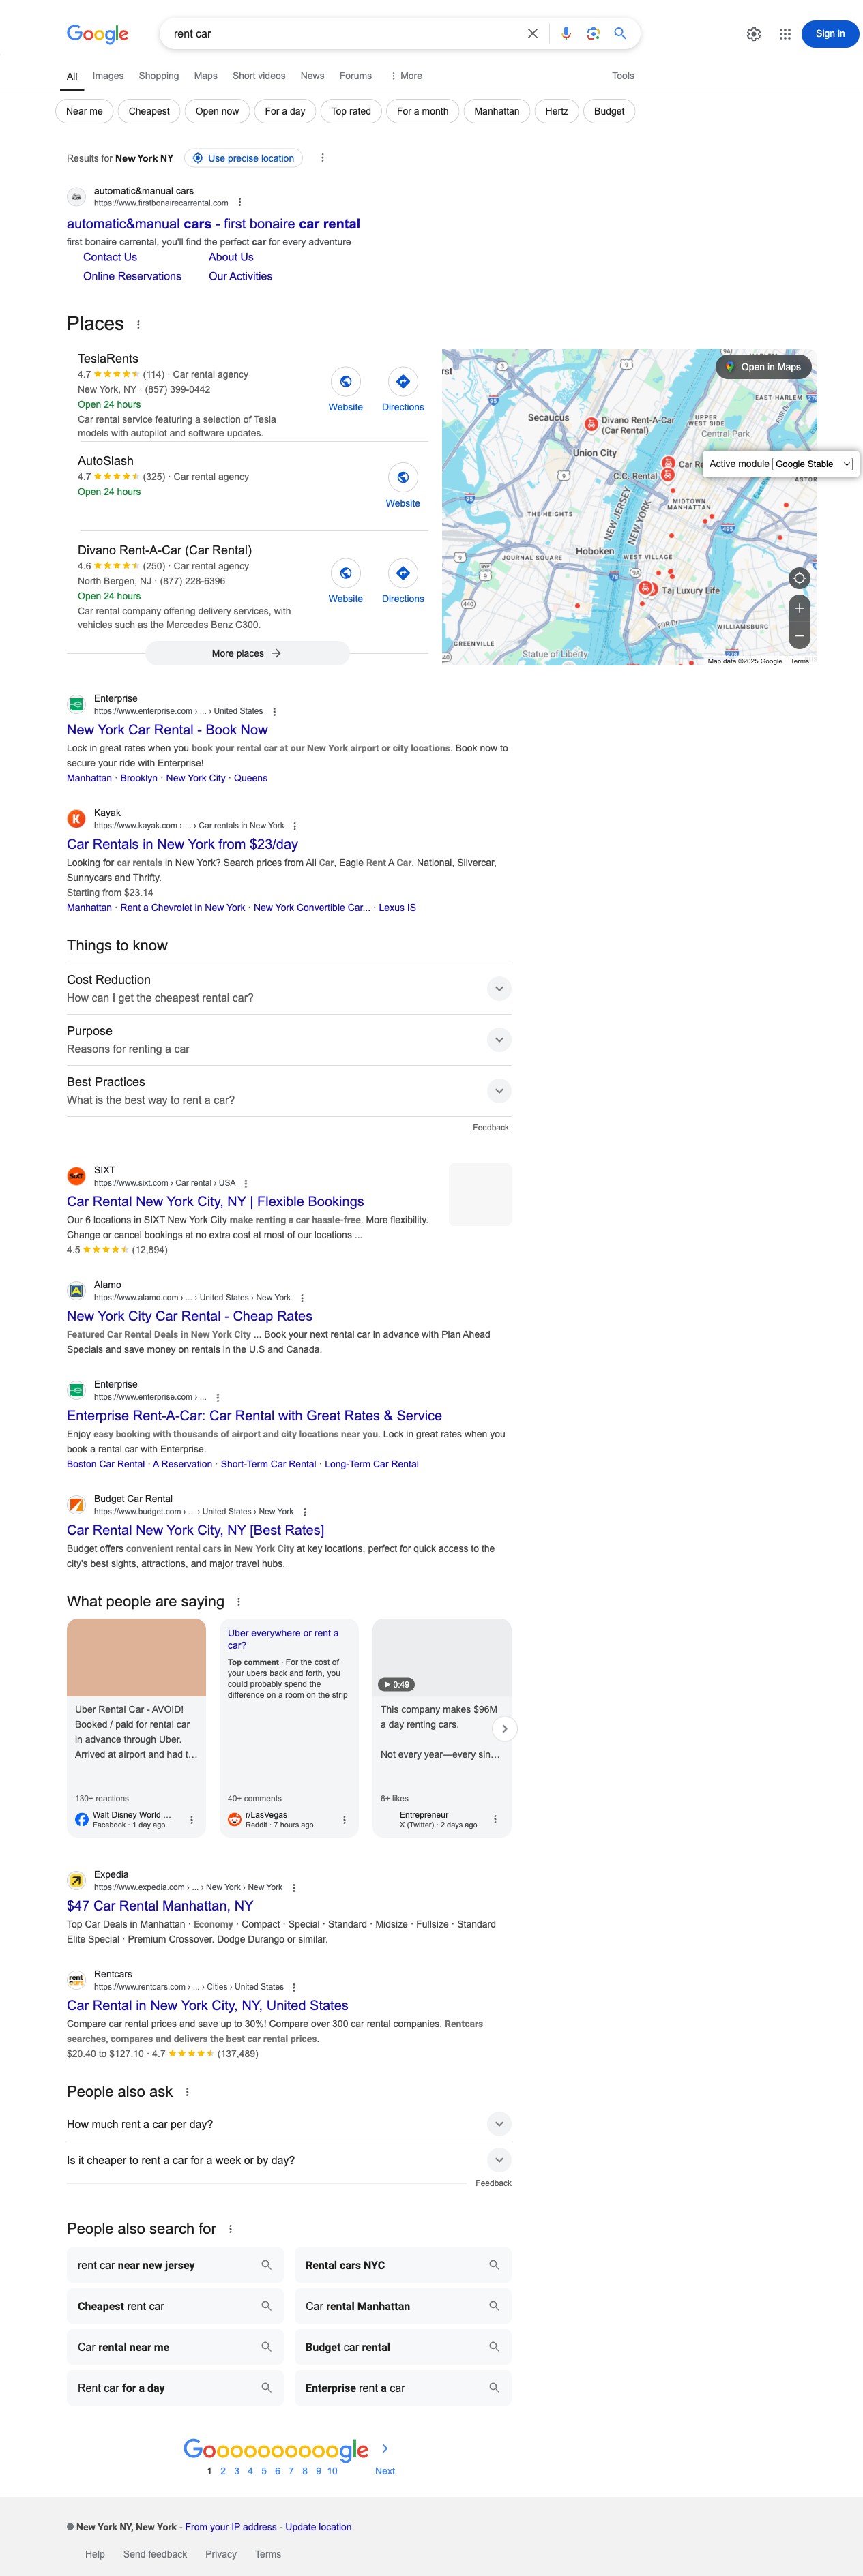 Google
rent car
Sign in
All
Images
Shopping
Maps
Short videos
News
Forums
More
Tools
Near me
Cheapest
Open now
For a day
Top rated
For a month
Manhattan
Hertz
Budget
Results for New York NY
Use precise location
automatic&manual cars
https://www.firstbonairecarrental.com
automatic&manual cars - first bonaire car rental
first bonaire carrental, you'll find the perfect car for every adventure
Contact Us
About Us
Online Reservations
Our Activities
Places
TeslaRents
4.7 (114) · Car rental agency
New York, NY · (857) 399-0442
Open 24 hours
Car rental service featuring a selection of Tesla
models with autopilot and software updates.
Website
Directions
AutoSlash
4.7 (325) · Car rental agency
Open 24 hours
Website
Divano Rent-A-Car (Car Rental)
4.6 (250) · Car rental agency
North Bergen, NJ · (877) 228-6396
Open 24 hours
Car rental company offering delivery services, with
vehicles such as the Mercedes Benz C300.
Website
Directions
More places
Open in Maps
EAST HARLEM
Secaucus
Divano Rent-A-Car
(Car Rental)
UPPER
WEST SIDE
Central Park
Union City
C.C. Rental
Car Re
Active module
Google Stable
ASTOR
MIDTOWN
MANHATTAN
THE HEIGHTS
NEW JERSEY
NEW YORK
Hoboken
JOURNAL SQUARE
WEST VILLAGE
Taj Luxury Life
WILLIAMSBURG
GREENVILLE
Statue of Liberty
Map data ©2025 Google
Terms
Enterprise
https://www.enterprise.com › ... › United States
New York Car Rental - Book Now
Lock in great rates when you book your rental car at our New York airport or city locations. Book now to
secure your ride with Enterprise!
Manhattan · Brooklyn · New York City · Queens
Kayak
https://www.kayak.com › ... › Car rentals in New York
Car Rentals in New York from $23/day
Looking for car rentals in New York? Search prices from All Car, Eagle Rent A Car, National, Silvercar,
Sunnycars and Thrifty.
Starting from $23.14
Manhattan · Rent a Chevrolet in New York · New York Convertible Car... · Lexus IS
Things to know
Cost Reduction
How can I get the cheapest rental car?
Purpose
Reasons for renting a car
Best Practices
What is the best way to rent a car?
Feedback
SIXT
https://www.sixt.com › Car rental › USA
Car Rental New York City, NY | Flexible Bookings
Our 6 locations in SIXT New York City make renting a car hassle-free. More flexibility.
Change or cancel bookings at no extra cost at most of our locations ...
4.5 (12,894)
Alamo
https://www.alamo.com › ... › United States › New York
New York City Car Rental - Cheap Rates
Featured Car Rental Deals in New York City ... Book your next rental car in advance with Plan Ahead
Specials and save money on rentals in the U.S and Canada.
Enterprise
https://www.enterprise.com › ...
Enterprise Rent-A-Car: Car Rental with Great Rates & Service
Enjoy easy booking with thousands of airport and city locations near you. Lock in great rates when you
book a rental car with Enterprise.
Boston Car Rental · A Reservation · Short-Term Car Rental · Long-Term Car Rental
Budget Car Rental
https://www.budget.com › ... › United States › New York
Car Rental New York City, NY [Best Rates]
Budget offers convenient rental cars in New York City at key locations, perfect for quick access to the
city's best sights, attractions, and major travel hubs.
What people are saying
Uber Rental Car - AVOID!
Booked / paid for rental car
in advance through Uber.
Arrived at airport and had t...
130+ reactions
Walt Disney World ...
Facebook · 1 day ago
Uber everywhere or rent a
car?
Top comment · For the cost of
your ubers back and forth, you
could probably spend the
difference on a room on the strip
40+ comments
r/LasVegas
Reddit · 7 hours ago
0:49
This company makes $96M
a day renting cars.
Not every year—every sin...
6+ likes
Entrepreneur
X (Twitter) · 2 days ago
Expedia
https://www.expedia.com › ... › New York › New York
$47 Car Rental Manhattan, NY
Top Car Deals in Manhattan · Economy · Compact · Special · Standard · Midsize · Fullsize · Standard
Elite Special · Premium Crossover. Dodge Durango or similar.
Rentcars
https://www.rentcars.com › ... › Cities › United States
Car Rental in New York City, NY, United States
Compare car rental prices and save up to 30%! Compare over 300 car rental companies. Rentcars
searches, compares and delivers the best car rental prices.
$20.40 to $127.10 · 4.7 (137,489)
People also ask
How much rent a car per day?
Is it cheaper to rent a car for a week or by day?
Feedback
People also search for
rent car near new jersey
Rental cars NYC
Cheapest rent car
Car rental Manhattan
Car rental near me
Budget car rental
Rent car for a day
Enterprise rent a car
Goooooooooogle
1 2 3 4 5 6 7 8 9 10
Next
New York NY, New York - From your IP address - Update location
Help
Send feedback
Privacy
Terms